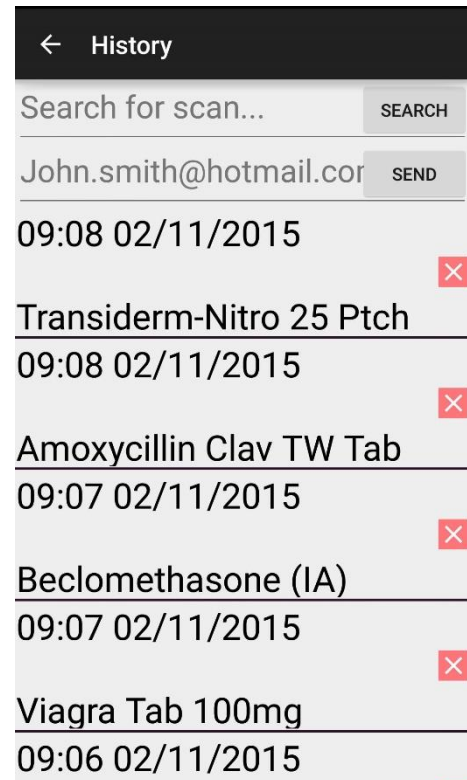 History
Search for scan... SEARCH
John.smith@hotmail.cor SEND
09:08 02/11/2015
Transiderm-Nitro 25 Ptch
09:08 02/11/2015
Amoxycillin Clav TW Tab
09:07 02/11/2015
Beclomethasone (IA)
09:07 02/11/2015
Viagra Tab 100mg
09:06 02/11/2015